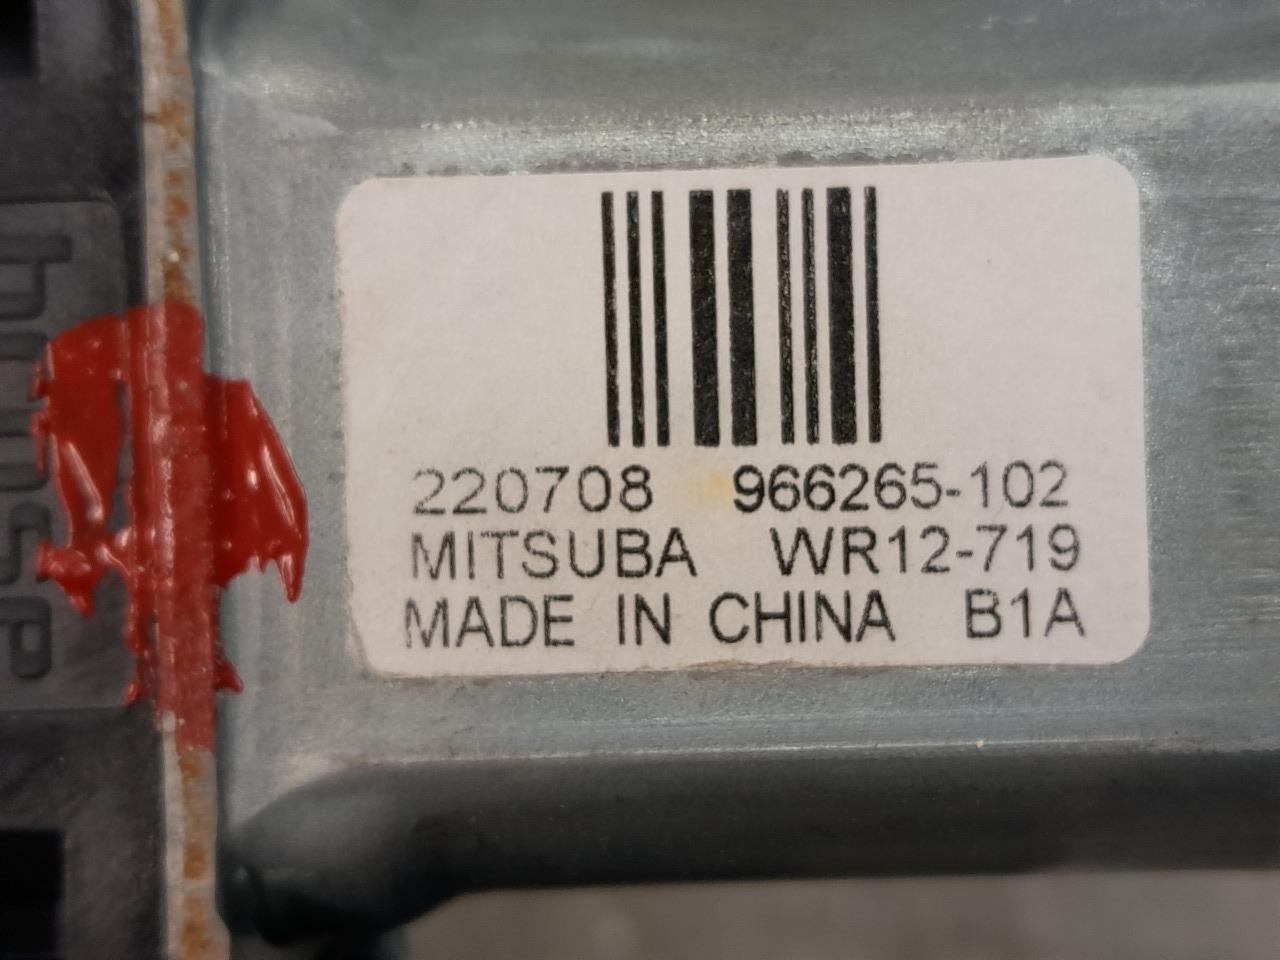 220708 966265-102
MITSUBA WR12-719
MADE IN CHINA B1A